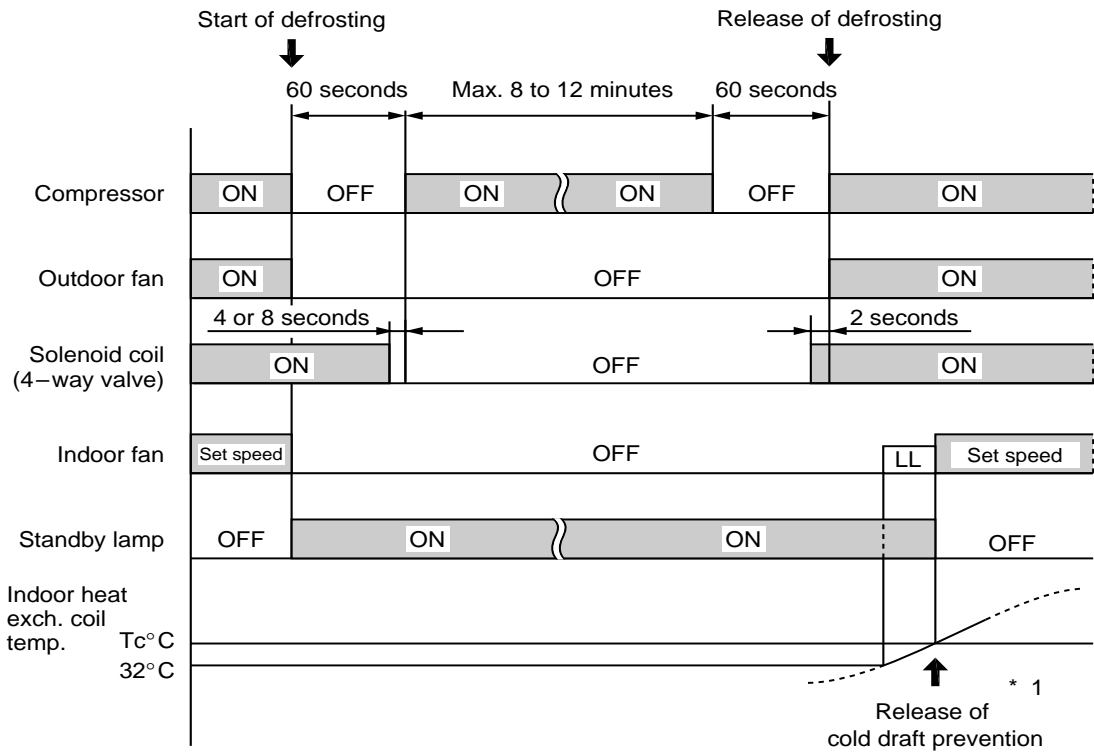 Start of defrosting
Release of defrosting
60 seconds
Max. 8 to 12 minutes
60 seconds
Compressor
ON
OFF
ON
ON
OFF
ON
Outdoor fan
ON
OFF
ON
4 or 8 seconds
2 seconds
Solenoid coil
(4−way valve)
ON
OFF
ON
Indoor fan
Set speed
OFF
LL
Set speed
Standby lamp
OFF
ON
ON
OFF
Indoor heat
exch. coil
temp.
Tc°C
32°C
* 1
Release of
cold draft prevention